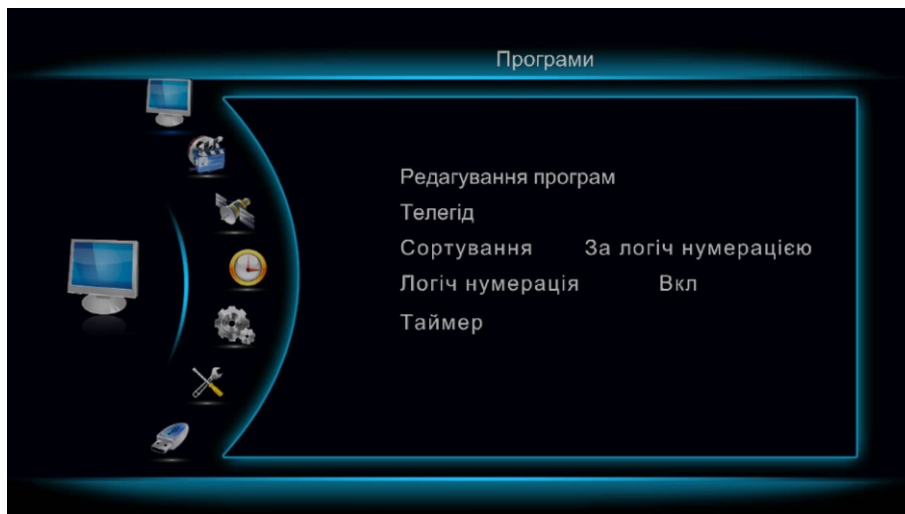 Програми
Редагування програм
Телегід
Сортування За логіч нумерацією
Логіч нумерація Вкл
Таймер